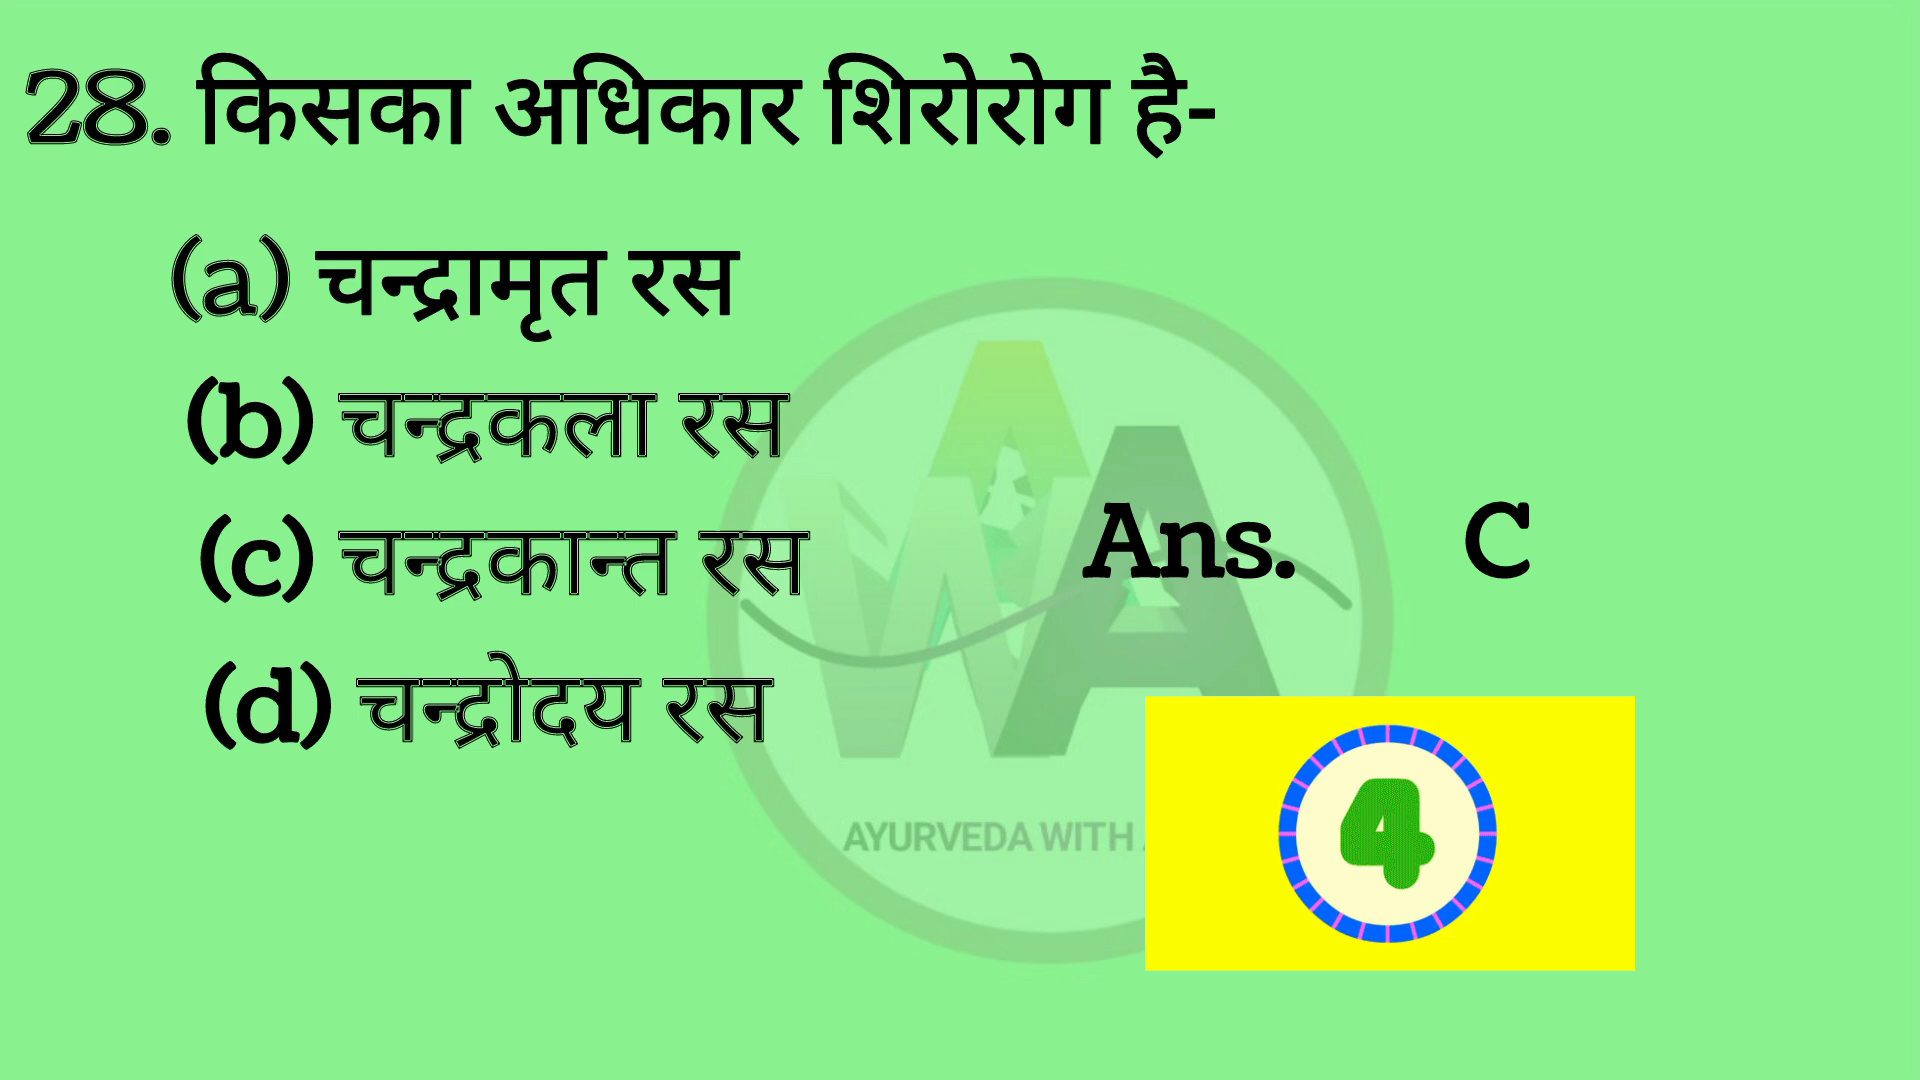 28. किसका अधिकार शिरोरोग है-
(a) चन्द्रामृत रस
(b) चन्द्रकला रस
(c) चन्द्रकान्त रस
Ans. C
(d) चन्द्रोदय रस
4
AYURVEDA WITH